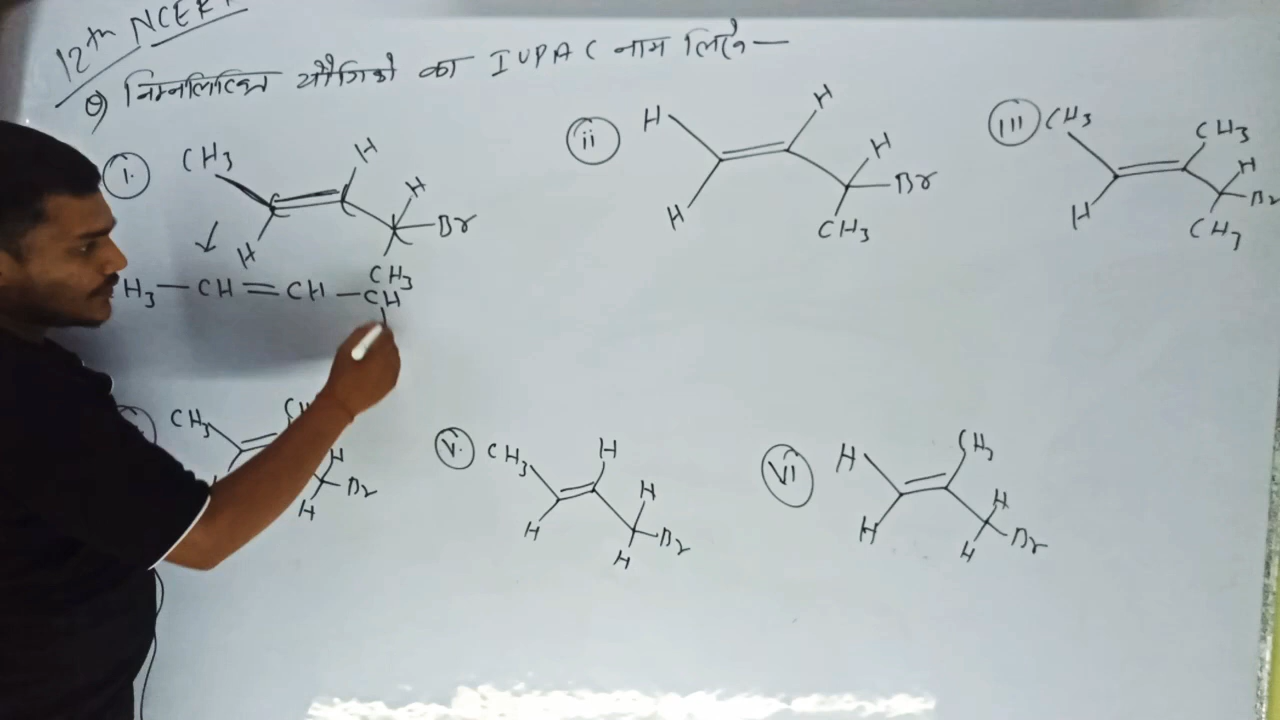 12th NCERT
Q) निम्नलिखित यौगिको का IUPAC नाम लिखे —
i. CH3 H H C C C Br H CH3
H3 — CH = CH — CH
ii H H H Br H CH3
iii CH3 CH3 H Br H CH3
CH3 H Br H
V. CH3 H H Br H H
VI H CH3 H Br H H